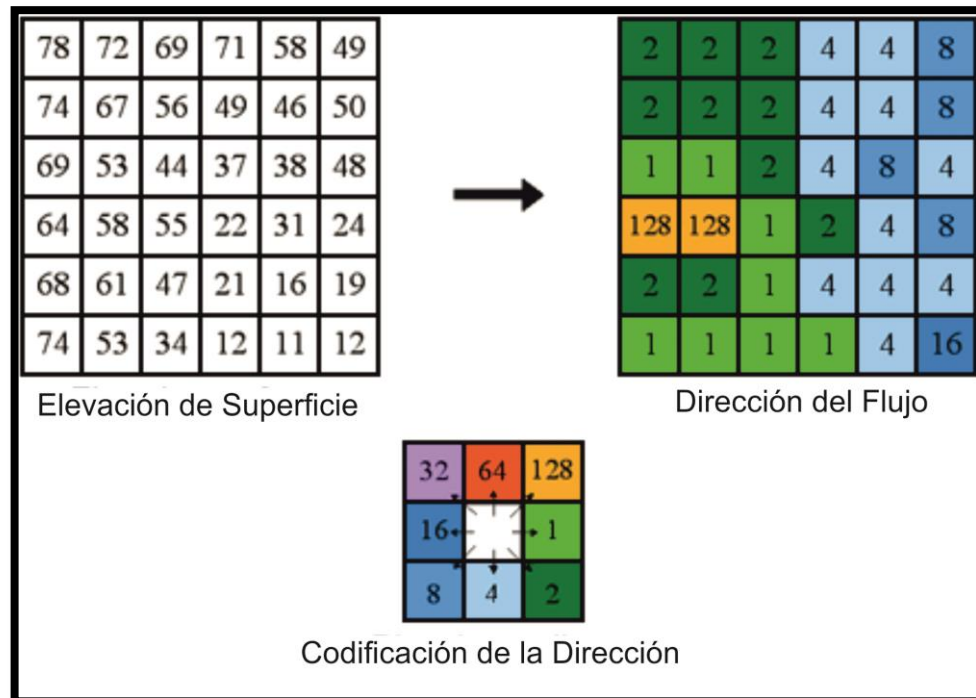 78 72 69 71 58 49 2 2 2 4 4 8
74 67 56 49 46 50 2 2 2 4 4 8
69 53 44 37 38 48 1 1 2 4 8 4
64 58 55 22 31 24 128 128 1 2 4 8
68 61 47 21 16 19 2 2 1 4 4 4
74 53 34 12 11 12 1 1 1 1 4 16
Elevación de Superficie Dirección del Flujo
32 64 128
16 1
8 4 2
Codificación de la Dirección